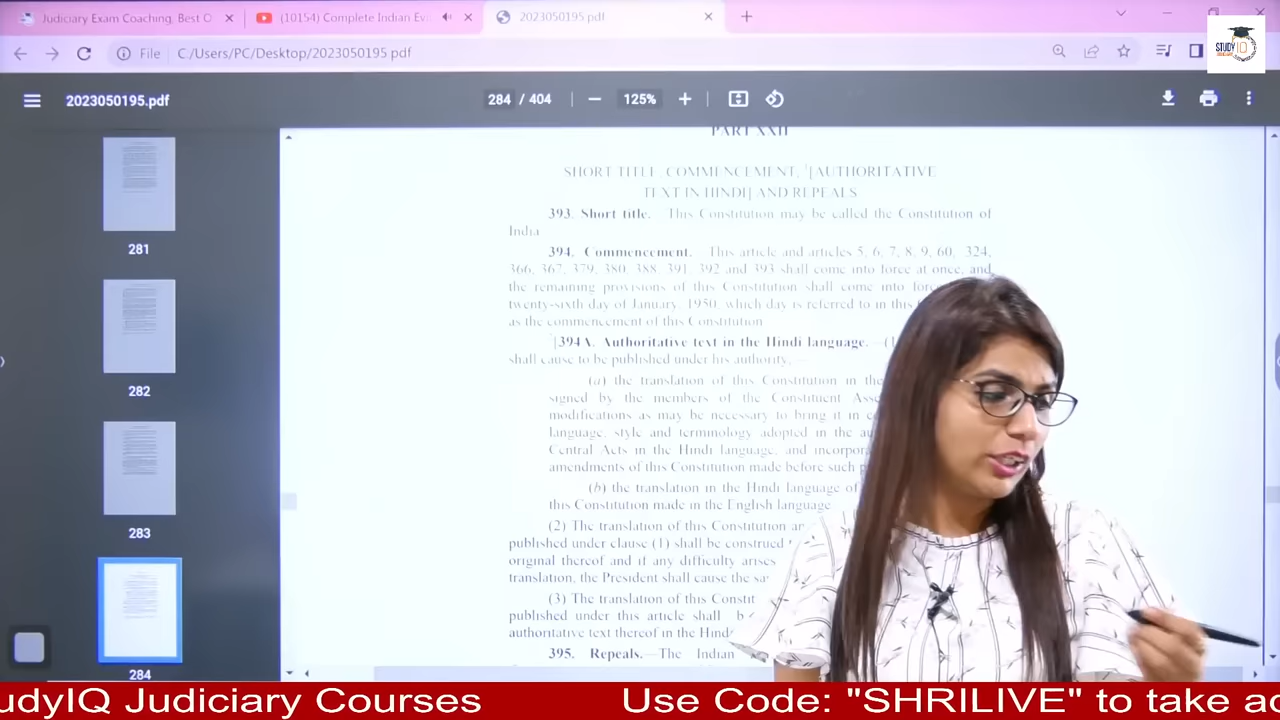 Judiciary Exam Coaching, Best O
(10154) Complete Indian Evi
2023050195.pdf
File
C:/Users/PC/Desktop/2023050195.pdf
STUDY IQ
2023050195.pdf
284 / 404
125%
281
282
283
284
PART XXII
SHORT TITLE, COMMENCEMENT, 1[AUTHORITATIVE
TEXT IN HINDI] AND REPEALS
393. Short title. This Constitution may be called the Constitution of
India
394. Commencement. This article and articles 5, 6, 7, 8, 9, 60, 324,
366, 367, 379, 380, 388, 391, 392 and 393 shall come into force at once, and
the remaining provisions of this Constitution shall come into
twenty-sixth day of January, 1950, which day is referred to in this
as the commencement of this Constitution
[394A. Authoritative text in the Hindi language.—(1
shall cause to be published under his authority,—
(a) the translation of this Constitution in the
signed by the members of the Constituent
modifications as may be necessary to bring it in
language, style and terminology adopted in the
Central Acts in the Hindi language, and
amendments of this Constitution made before such
(b) the translation in the Hindi language of
this Constitution made in the English language
(2) The translation of this Constitution
published under clause (1) shall be construed
original thereof and if any difficulty arises
translation, the President shall cause the
(3) The translation of this
published under this article shall
authoritative text thereof in the
395. Repeals.—The Indian
udyIQ Judiciary Courses
Use Code: "SHRILIVE" to take ad